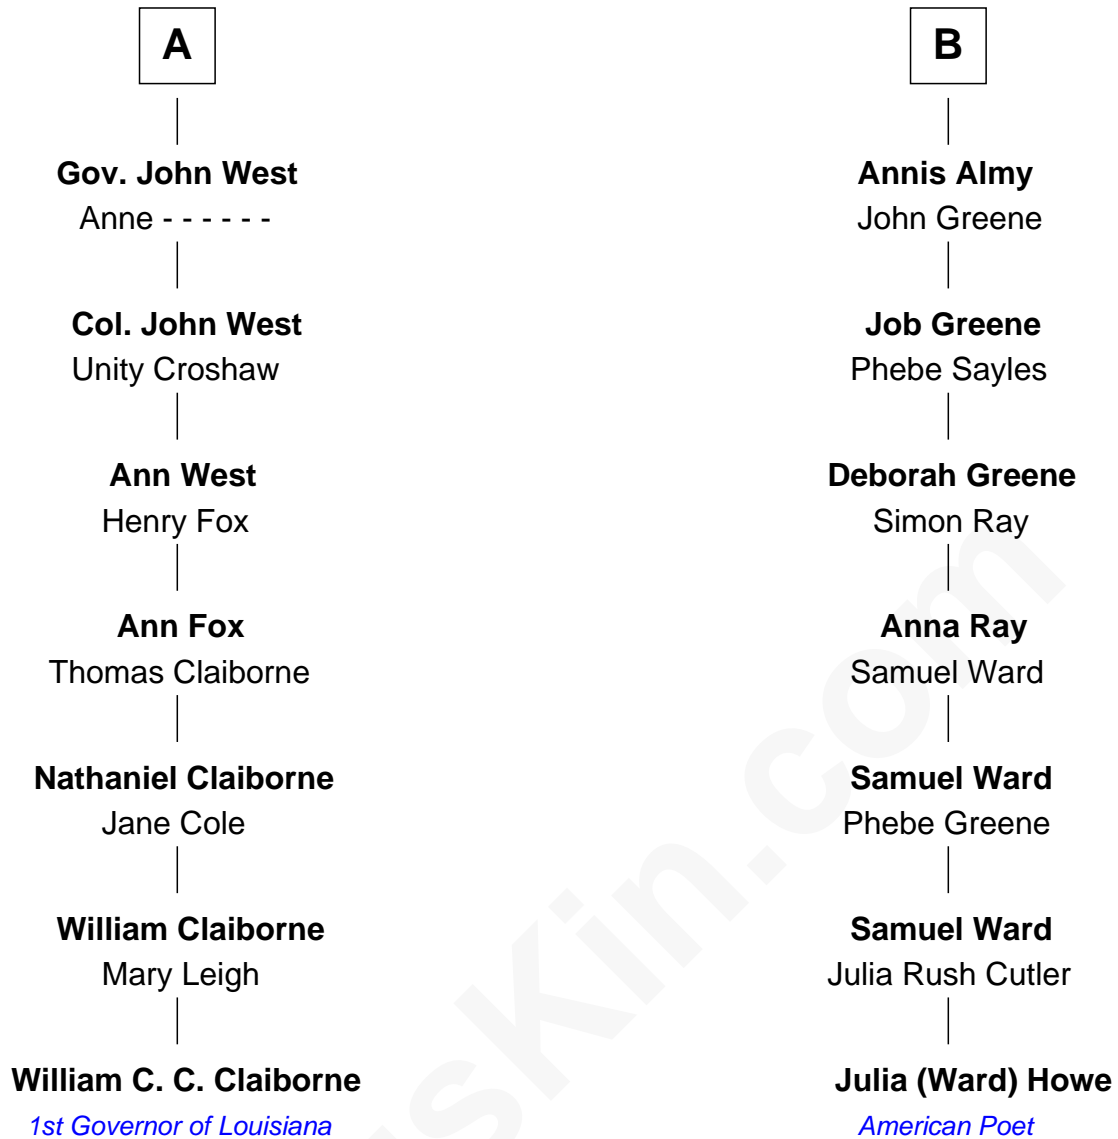 A
Gov. John West
Anne - - - - - -
Col. John West
Unity Croshaw
Ann West
Henry Fox
Ann Fox
Thomas Claiborne
Nathaniel Claiborne
Jane Cole
William Claiborne
Mary Leigh
William C. C. Claiborne
1st Governor of Louisiana
B
Annis Almy
John Greene
Job Greene
Phebe Sayles
Deborah Greene
Simon Ray
Anna Ray
Samuel Ward
Samuel Ward
Phebe Greene
Samuel Ward
Julia Rush Cutler
Julia (Ward) Howe
American Poet
sKin.com